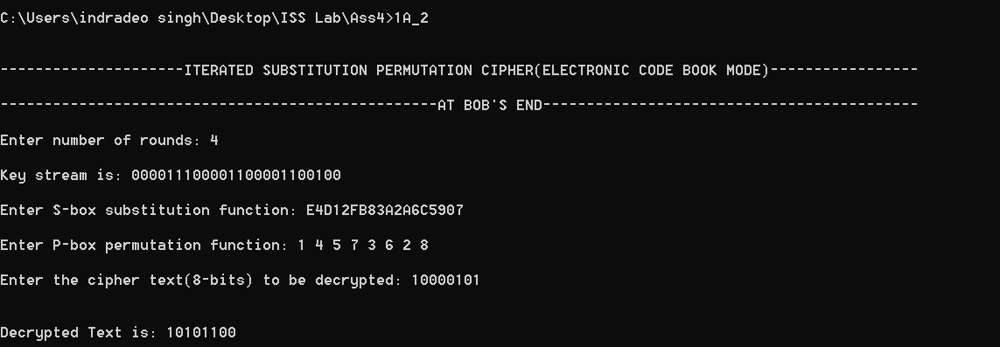 C:\Users\indradeo singh\Desktop\ISS Lab\Ass4>1A_2
---------------------ITERATED SUBSTITUTION PERMUTATION CIPHER(ELECTRONIC CODE BOOK MODE)-----------------
--------------------------------------------------AT BOB'S END-------------------------------------------
Enter number of rounds: 4
Key stream is: 000011100001100001100100
Enter S-box substitution function: E4D12FB83A2A6C5907
Enter P-box permutation function: 1 4 5 7 3 6 2 8
Enter the cipher text(8-bits) to be decrypted: 10000101
Decrypted Text is: 10101100